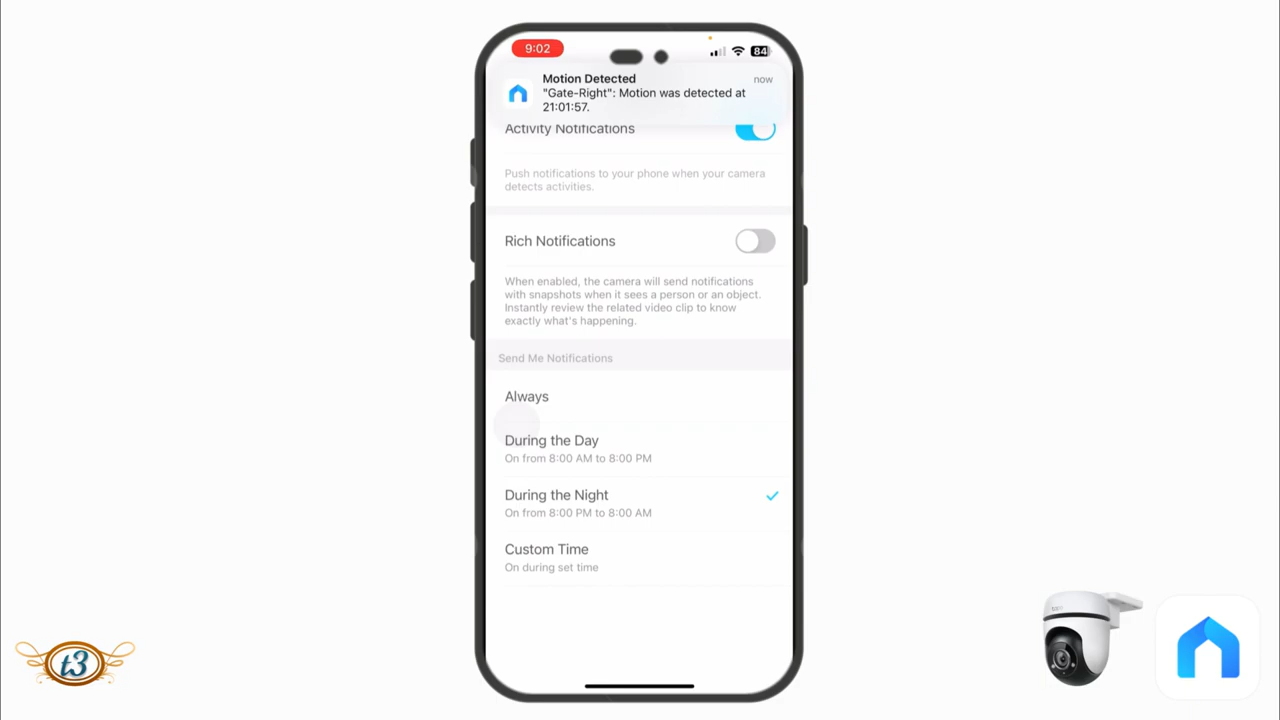 9:02
84
Motion Detected
now
"Gate-Right": Motion was detected at
21:01:57.
Activity Notifications
Push notifications to your phone when your camera
detects activities.
Rich Notifications
When enabled, the camera will send notifications
with snapshots when it sees a person or an object.
Instantly review the related video clip to know
exactly what's happening.
Send Me Notifications
Always
During the Day
On from 8:00 AM to 8:00 PM
During the Night
On from 8:00 PM to 8:00 AM
Custom Time
On during set time
t3
tapo